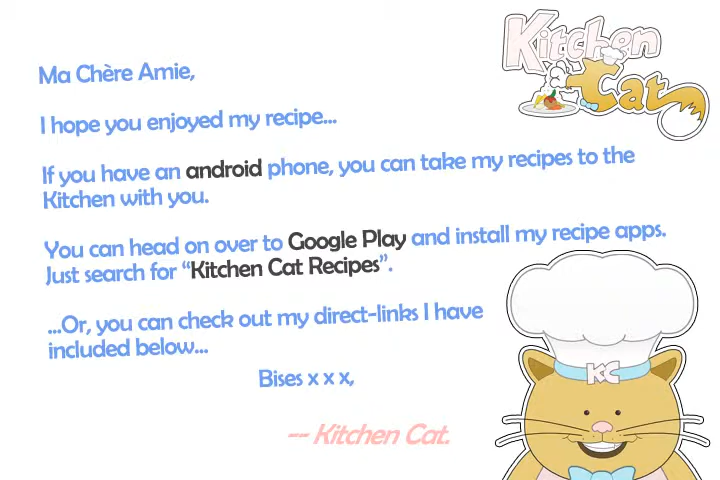 Kitchen
Cat
Ma Chère Amie,
I hope you enjoyed my recipe...
If you have an android phone, you can take my recipes to the
Kitchen with you.
You can head on over to Google Play and install my recipe apps.
Just search for “Kitchen Cat Recipes”.
...Or, you can check out my direct-links I have
included below...
Bises x x x,
-- Kitchen Cat.
KC